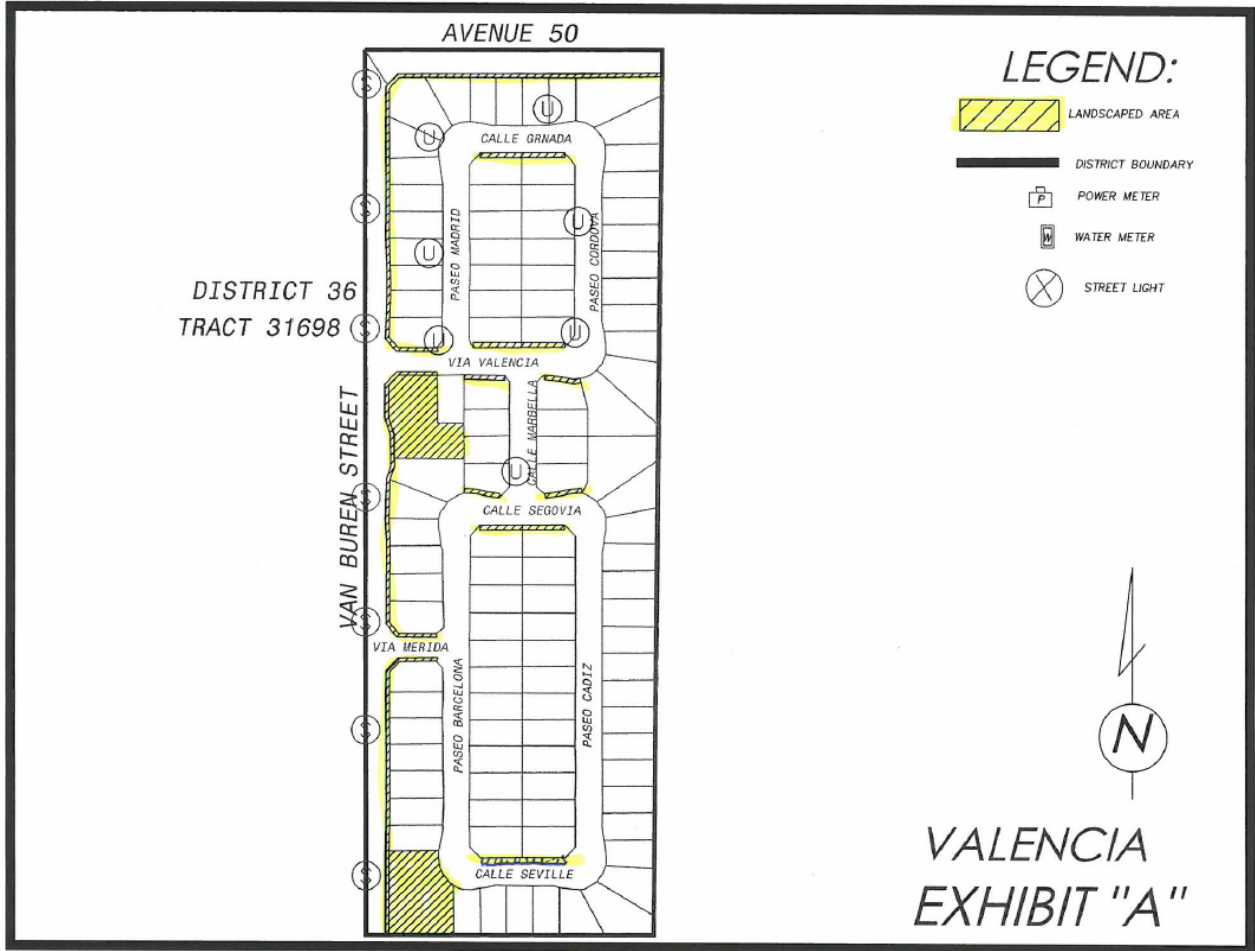 AVENUE 50
LEGEND:
LANDSCAPED AREA
DISTRICT BOUNDARY
P POWER METER
W WATER METER
STREET LIGHT
S
U
U
CALLE GRNADA
S
U
U
PASEO MADRID
PASEO CORDOVA
DISTRICT 36
TRACT 31698
S
U
U
VIA VALENCIA
CALLE MARBELLA
VAN BUREN STREET
U
S
CALLE SEGOVIA
S
VIA MERIDA
PASEO BARCELONA
PASEO CADIZ
S
N
S
CALLE SEVILLE
VALENCIA
EXHIBIT "A"